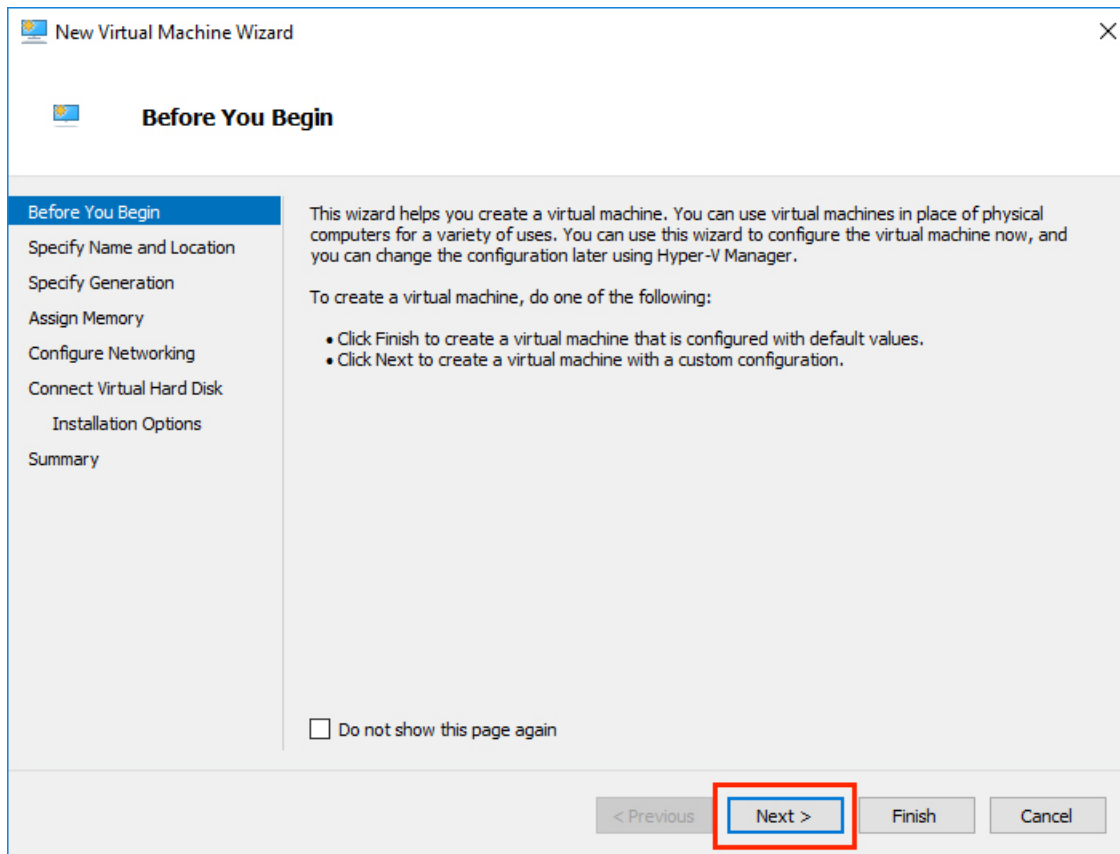 New Virtual Machine Wizard
Before You Begin
Before You Begin
Specify Name and Location
Specify Generation
Assign Memory
Configure Networking
Connect Virtual Hard Disk
Installation Options
Summary
This wizard helps you create a virtual machine. You can use virtual machines in place of physical
computers for a variety of uses. You can use this wizard to configure the virtual machine now, and
you can change the configuration later using Hyper-V Manager.
To create a virtual machine, do one of the following:
• Click Finish to create a virtual machine that is configured with default values.
• Click Next to create a virtual machine with a custom configuration.
Do not show this page again
< Previous
Next >
Finish
Cancel